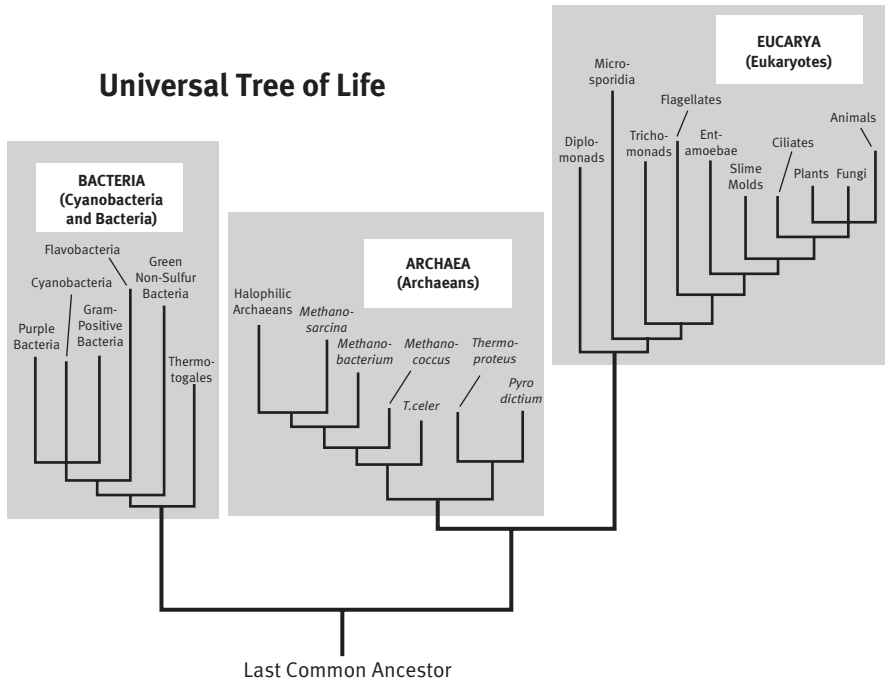 Universal Tree of Life
BACTERIA
(Cyanobacteria
and Bacteria)
Flavobacteria
Green
Non-Sulfur
Bacteria
Cyanobacteria
Gram-
Positive
Bacteria
Purple
Bacteria
Thermo-
togales
ARCHAEA
(Archaeans)
Halophilic
Archaeans
Methano-
sarcina
Methano-
bacterium
Methano-
coccus
Thermo-
proteus
T.celer
Pyro
dictium
EUCARYA
(Eukaryotes)
Micro-
sporidia
Flagellates
Animals
Diplo-
monads
Tricho-
monads
Ent-
amoebae
Ciliates
Slime
Molds
Plants
Fungi
Last Common Ancestor